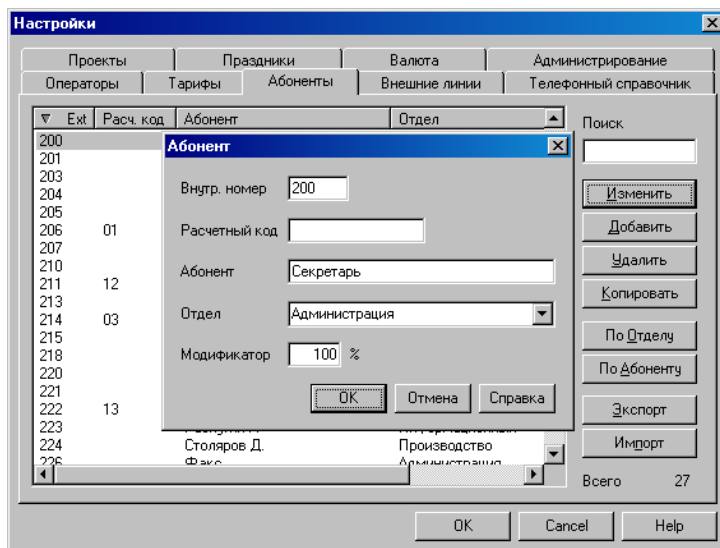 Настройки
Проекты Праздники Валюта Администрирование
Операторы Тарифы Абоненты Внешние линии Телефонный справочник
Ext Расч. код Абонент Отдел
Поиск
200
201
203
204
205
206 01
207
210
211 12
213
214 03
215
218
220
221
222 13
223
224 Столяров Д. Производство
226 Факс Администрация
Абонент
Внутр. номер 200
Расчетный код
Абонент Секретарь
Отдел Администрация
Модификатор 100 %
OK Отмена Справка
Изменить
Добавить
Удалить
Копировать
По Отделу
По Абоненту
Экспорт
Импорт
Всего 27
OK Cancel Help